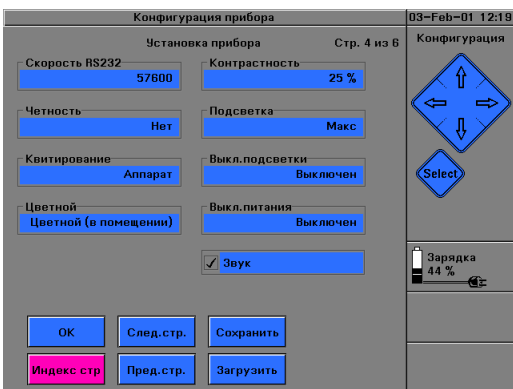 Конфигурация прибора
03-Feb-01 12:19
Установка прибора Стр. 4 из 6
Скорость RS232
57600
Контрастность
25 %
Четность
Нет
Подсветка
Макс
Квитирование
Аппарат
Выкл.подсветки
Выключен
Цветной
Цветной (в помещении)
Выкл.питания
Выключен
Звук
OK
След.стр.
Сохранить
Индекс стр
Пред.стр.
Загрузить
Конфигурация
Select
Зарядка
44 %